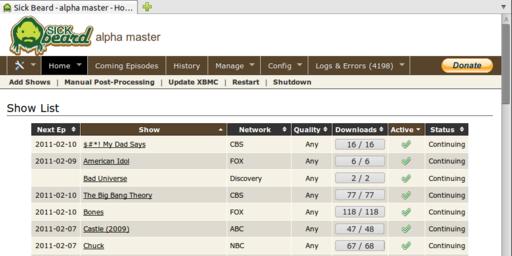 Sick Beard - alpha master - Ho...
SICK beard alpha master
Home Coming Episodes History Manage Config Logs & Errors (4198) Donate
Add Shows | Manual Post-Processing | Update XBMC | Restart | Shutdown
Show List
Next Ep Show Network Quality Downloads Active Status
2011-02-10 $#*! My Dad Says CBS Any 16 / 16 Continuing
2011-02-09 American Idol FOX Any 6 / 6 Continuing
Bad Universe Discovery Any 2 / 2 Continuing
2011-02-10 The Big Bang Theory CBS Any 77 / 77 Continuing
2011-02-10 Bones FOX Any 118 / 118 Continuing
2011-02-07 Castle (2009) ABC Any 47 / 48 Continuing
2011-02-07 Chuck NBC Any 67 / 68 Continuing